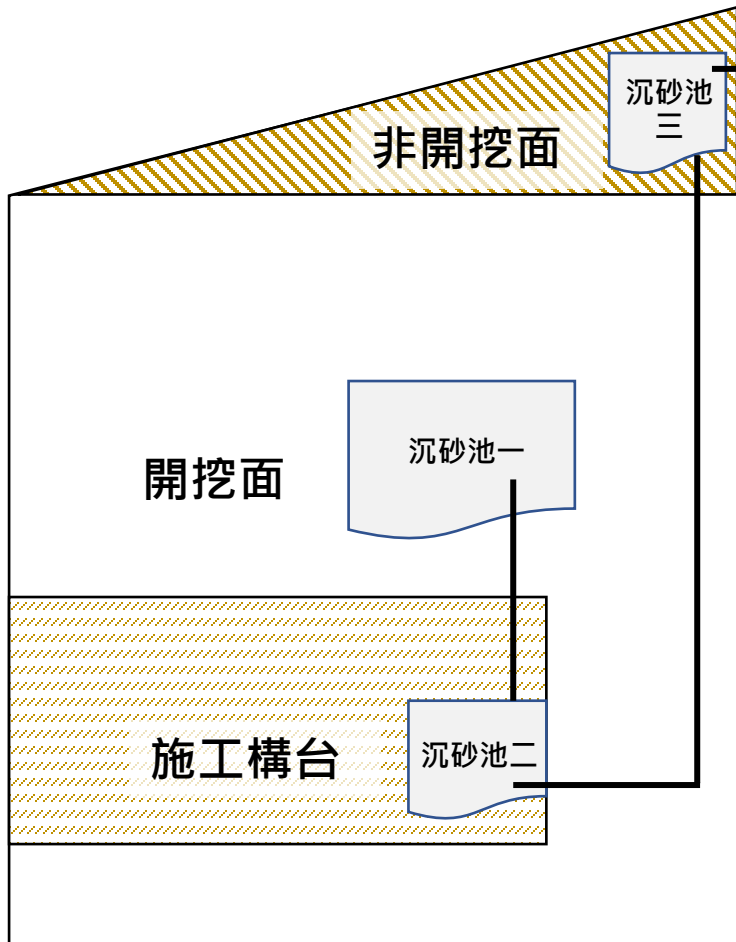 沉砂池
三
非開挖面
沉砂池一
開挖面
施工構台
沉砂池二